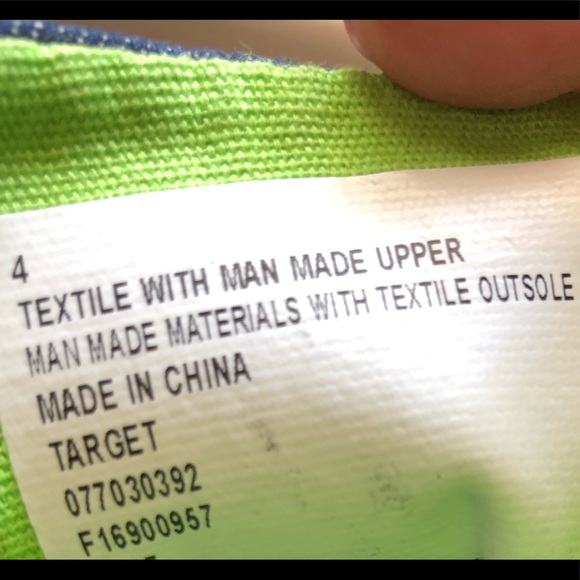 4
TEXTILE WITH MAN MADE UPPER
MAN MADE MATERIALS WITH TEXTILE OUTSOLE
MADE IN CHINA
TARGET
077030392
F16900957